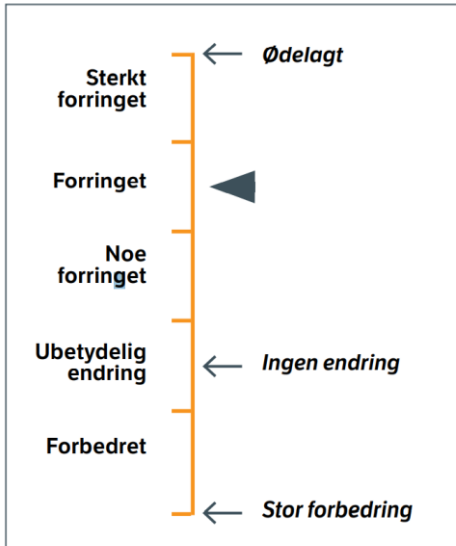 Ødelagt
Sterkt
forringet
Forringet
Noe
forringet
Ubetydelig
endring
Ingen endring
Forbedret
Stor forbedring